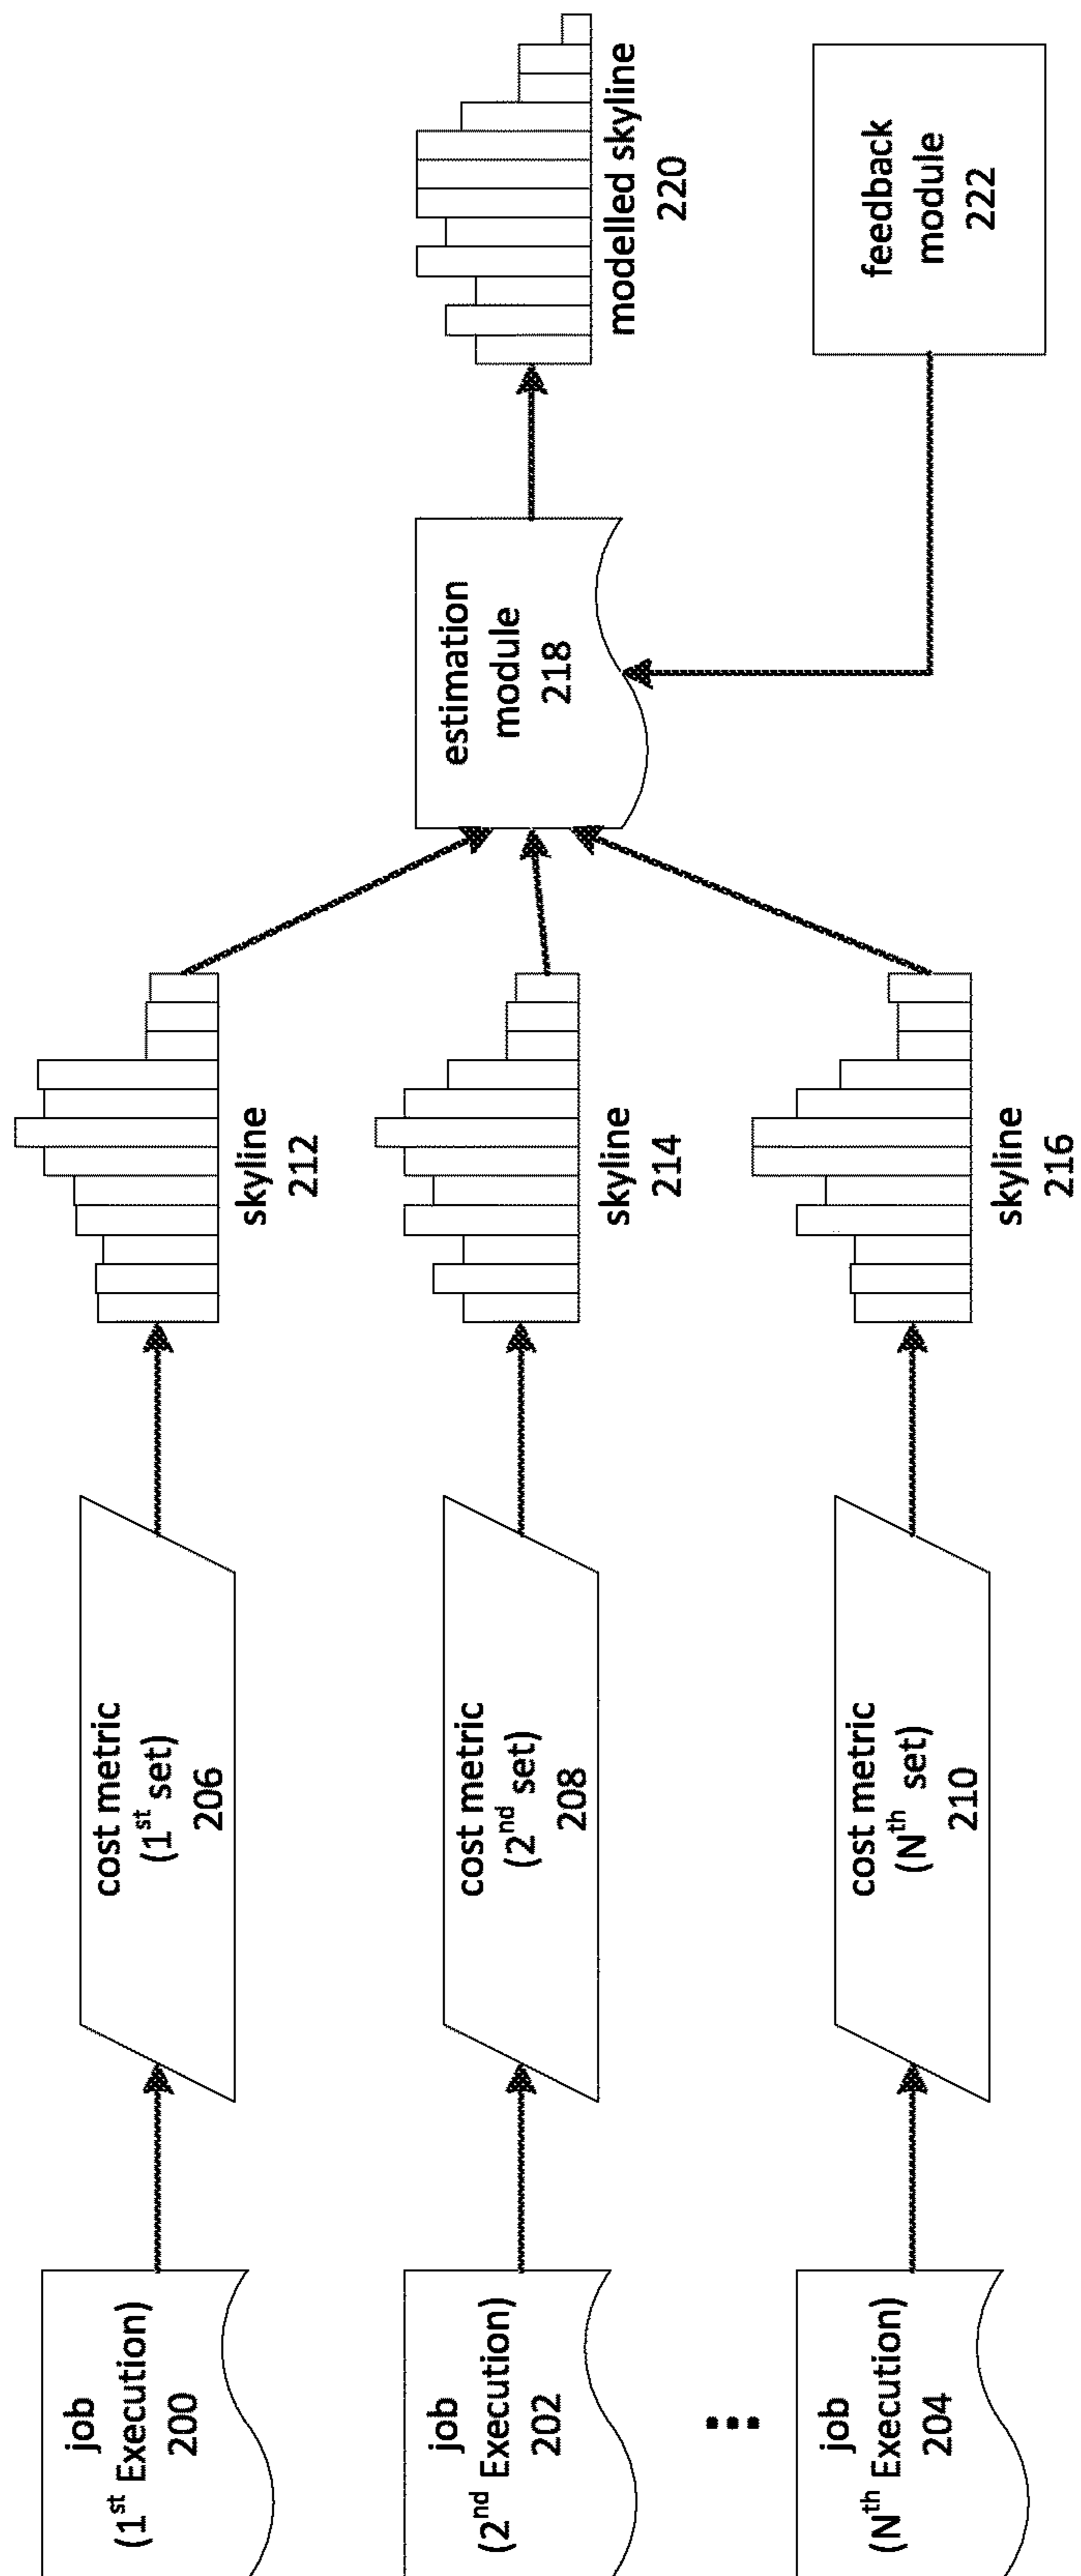 job
(1st Execution)
200
cost metric
(1st set)
206
skyline
212
job
(2nd Execution)
202
cost metric
(2nd set)
208
skyline
214
job
(Nth Execution)
204
cost metric
(Nth set)
210
skyline
216
estimation
module
218
modelled skyline
220
feedback
module
222